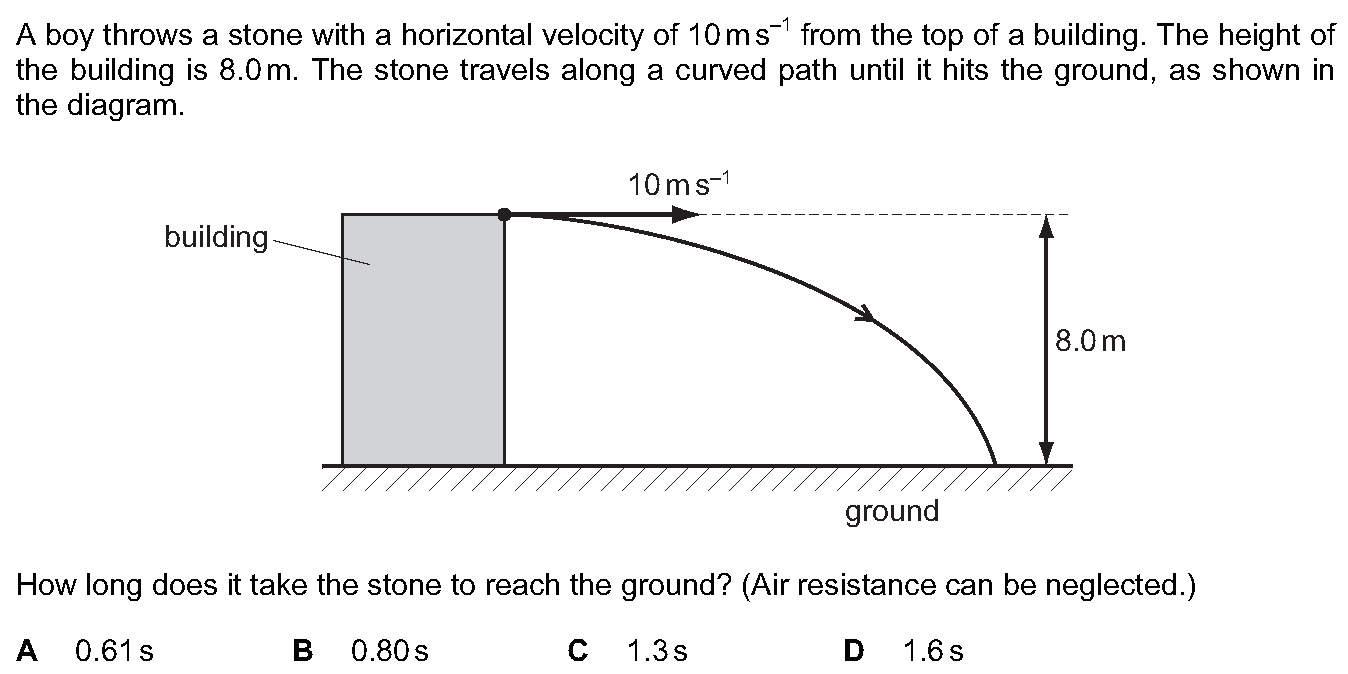 A boy throws a stone with a horizontal velocity of 10 m s⁻¹ from the top of a building. The height of
the building is 8.0 m. The stone travels along a curved path until it hits the ground, as shown in
the diagram.
10 m s⁻¹
building
8.0 m
ground
How long does it take the stone to reach the ground? (Air resistance can be neglected.)
A 0.61 s B 0.80 s C 1.3 s D 1.6 s